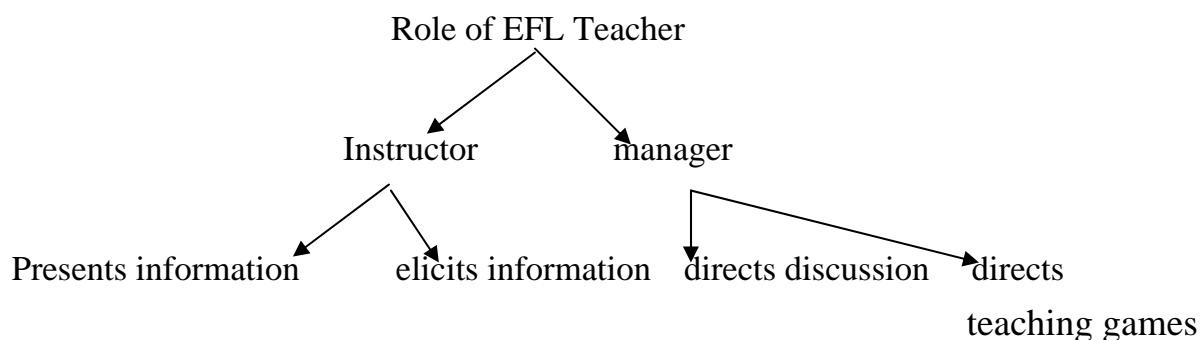 Role of EFL Teacher
Instructor manager
Presents information elicits information directs discussion directs
teaching games